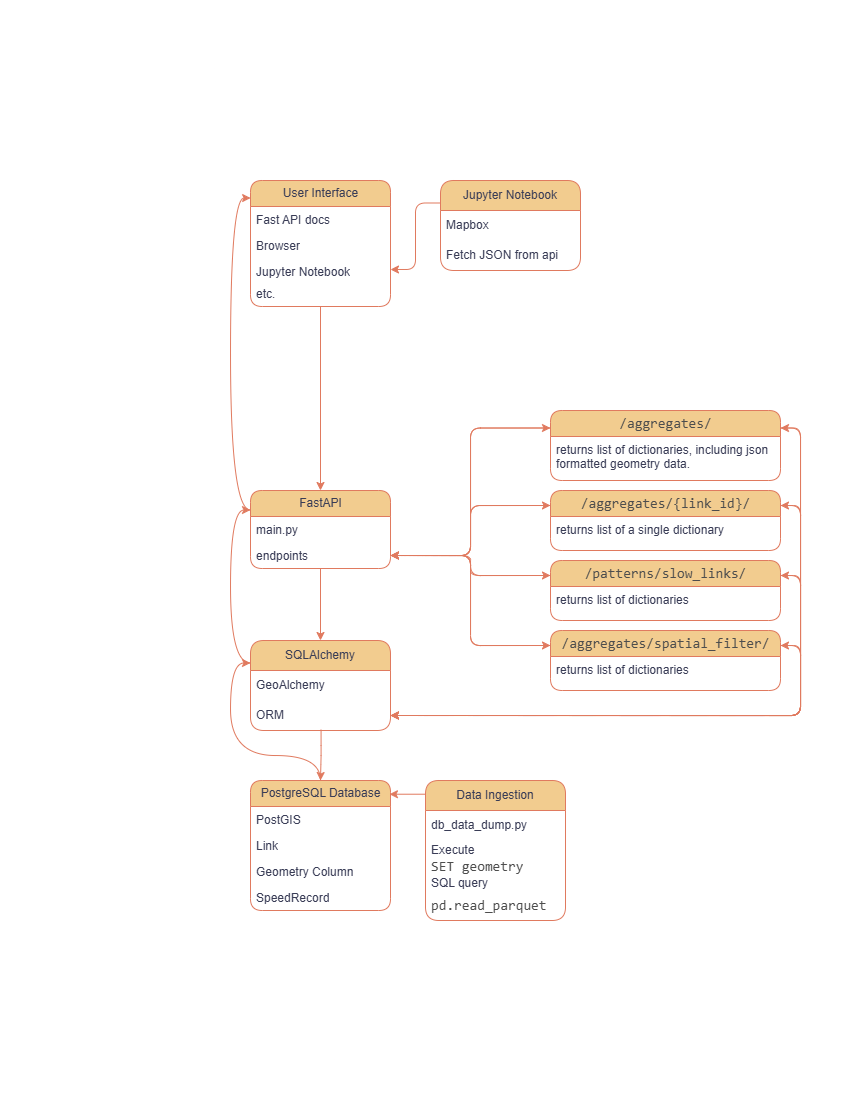 User Interface
Fast API docs
Browser
Jupyter Notebook
etc.
Jupyter Notebook
Mapbox
Fetch JSON from api
/aggregates/
returns list of dictionaries, including json
formatted geometry data.
FastAPI
main.py
endpoints
/aggregates/{link_id}/
returns list of a single dictionary
/patterns/slow_links/
returns list of dictionaries
/aggregates/spatial_filter/
returns list of dictionaries
SQLAlchemy
GeoAlchemy
ORM
PostgreSQL Database
PostGIS
Link
Geometry Column
SpeedRecord
Data Ingestion
db_data_dump.py
Execute
SET geometry
SQL query
pd.read_parquet